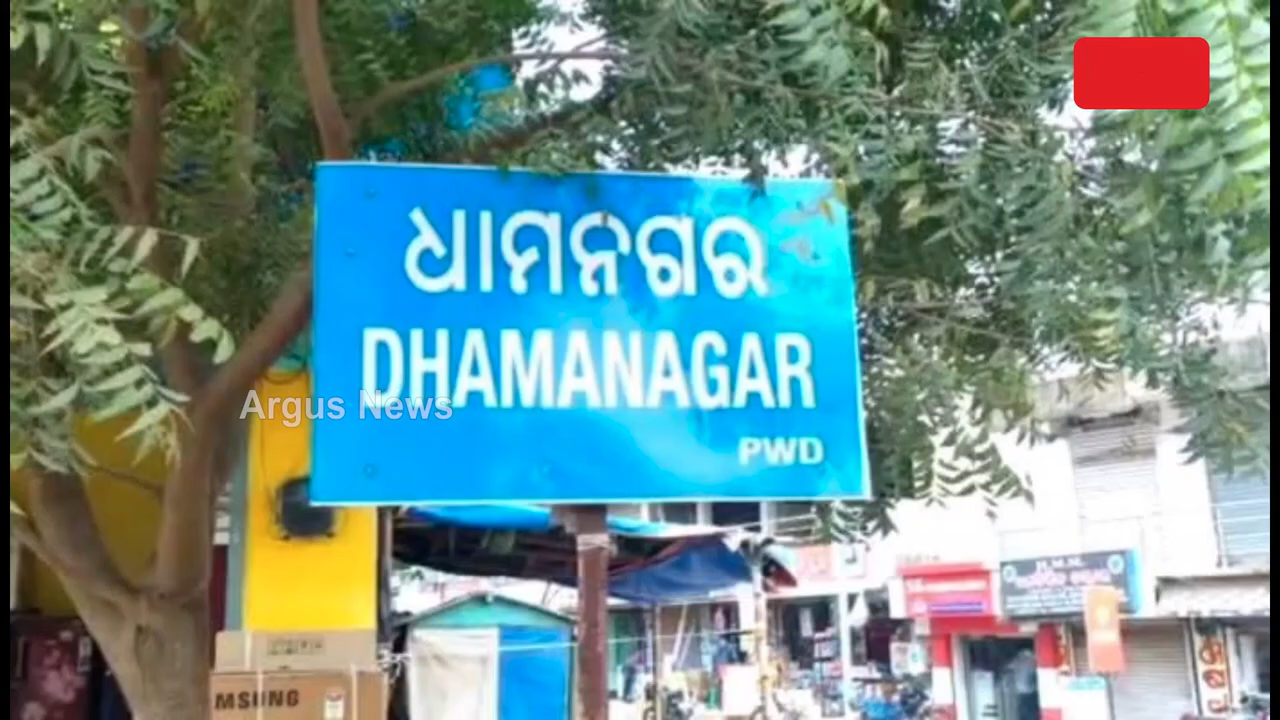 ଧାମନଗର
DHAMANAGAR
Argus News
PWD
MSUNG